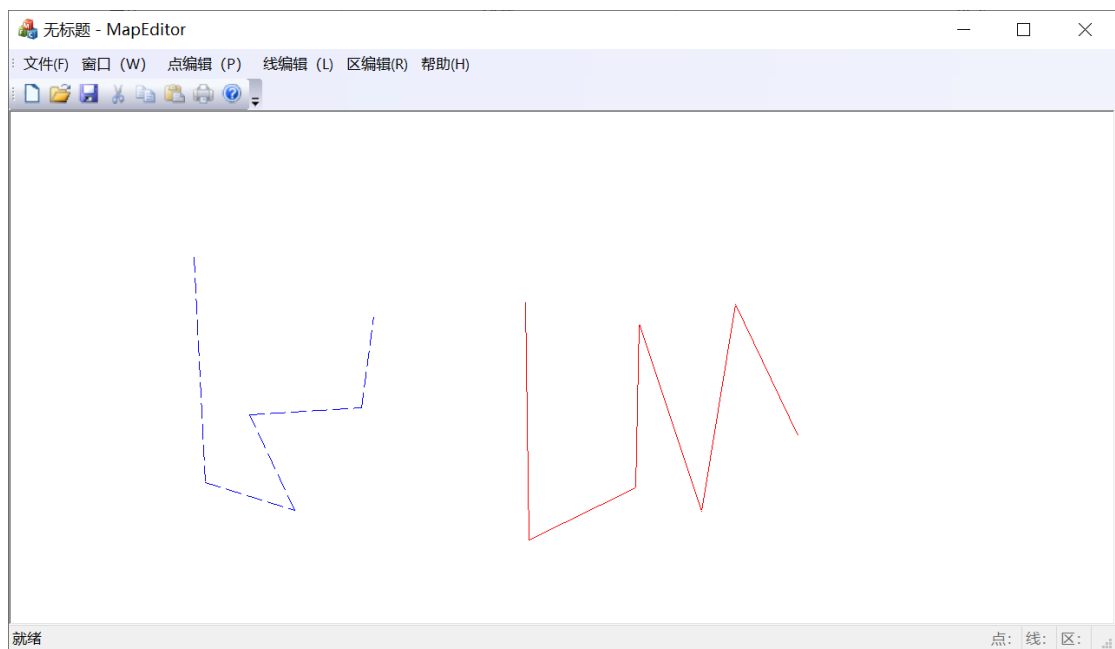 无标题 - MapEditor
文件(F) 窗口（W） 点编辑（P） 线编辑（L) 区编辑(R) 帮助(H)
就绪 点: 线: 区: